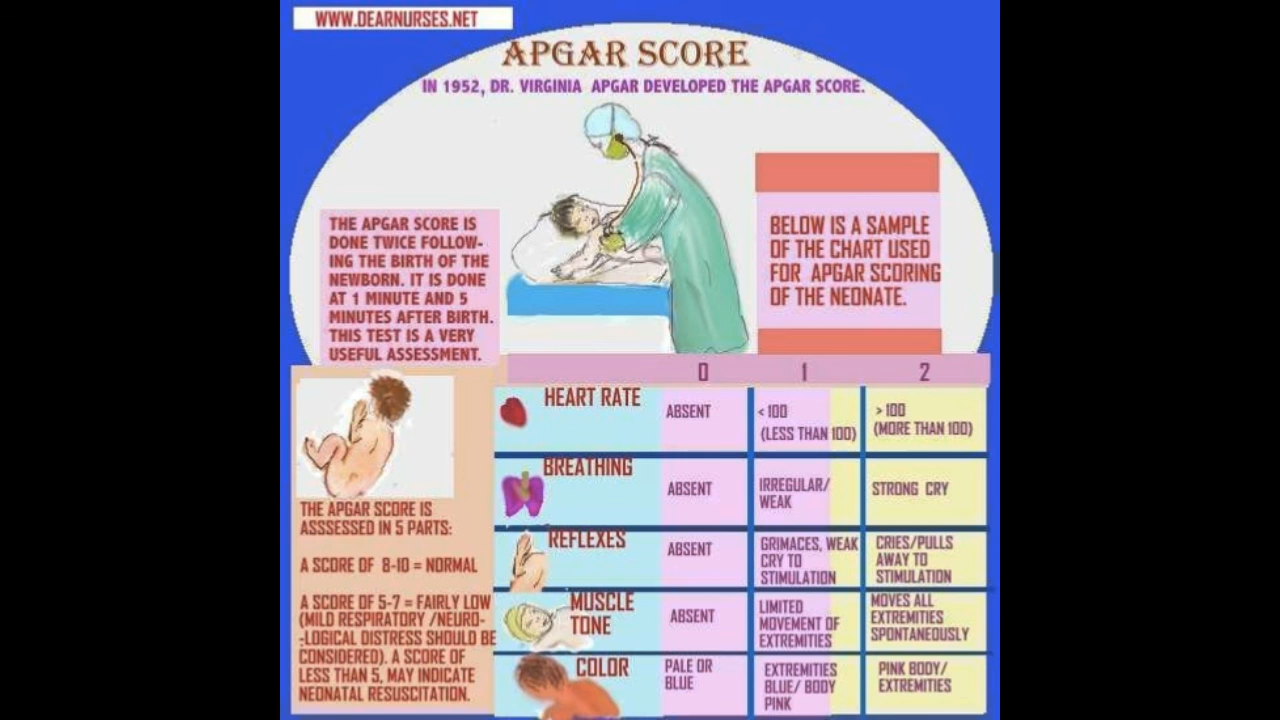 WWW.DEARNURSES.NET
APGAR SCORE
IN 1952, DR. VIRGINIA APGAR DEVELOPED THE APGAR SCORE.
THE APGAR SCORE IS
DONE TWICE FOLLOW-
ING THE BIRTH OF THE
NEWBORN. IT IS DONE
AT 1 MINUTE AND 5
MINUTES AFTER BIRTH.
THIS TEST IS A VERY
USEFUL ASSESSMENT.
BELOW IS A SAMPLE
OF THE CHART USED
FOR APGAR SCORING
OF THE NEONATE.
THE APGAR SCORE IS
ASSSESSED IN 5 PARTS:
A SCORE OF 8-10 = NORMAL
A SCORE OF 5-7 = FAIRLY LOW
(MILD RESPIRATORY /NEURO-
-LOGICAL DISTRESS SHOULD BE
CONSIDERED). A SCORE OF
LESS THAN 5, MAY INDICATE
NEONATAL RESUSCITATION.
0 1 2
HEART RATE
ABSENT
< 100
(LESS THAN 100)
> 100
(MORE THAN 100)
BREATHING
ABSENT
IRREGULAR/
WEAK
STRONG CRY
REFLEXES
ABSENT
GRIMACES, WEAK
CRY TO
STIMULATION
CRIES/PULLS
AWAY TO
STIMULATION
MUSCLE
TONE
ABSENT
LIMITED
MOVEMENT OF
EXTREMITIES
MOVES ALL
EXTREMITIES
SPONTANEOUSLY
COLOR
PALE OR
BLUE
EXTREMITIES
BLUE/ BODY
PINK
PINK BODY/
EXTREMITIES